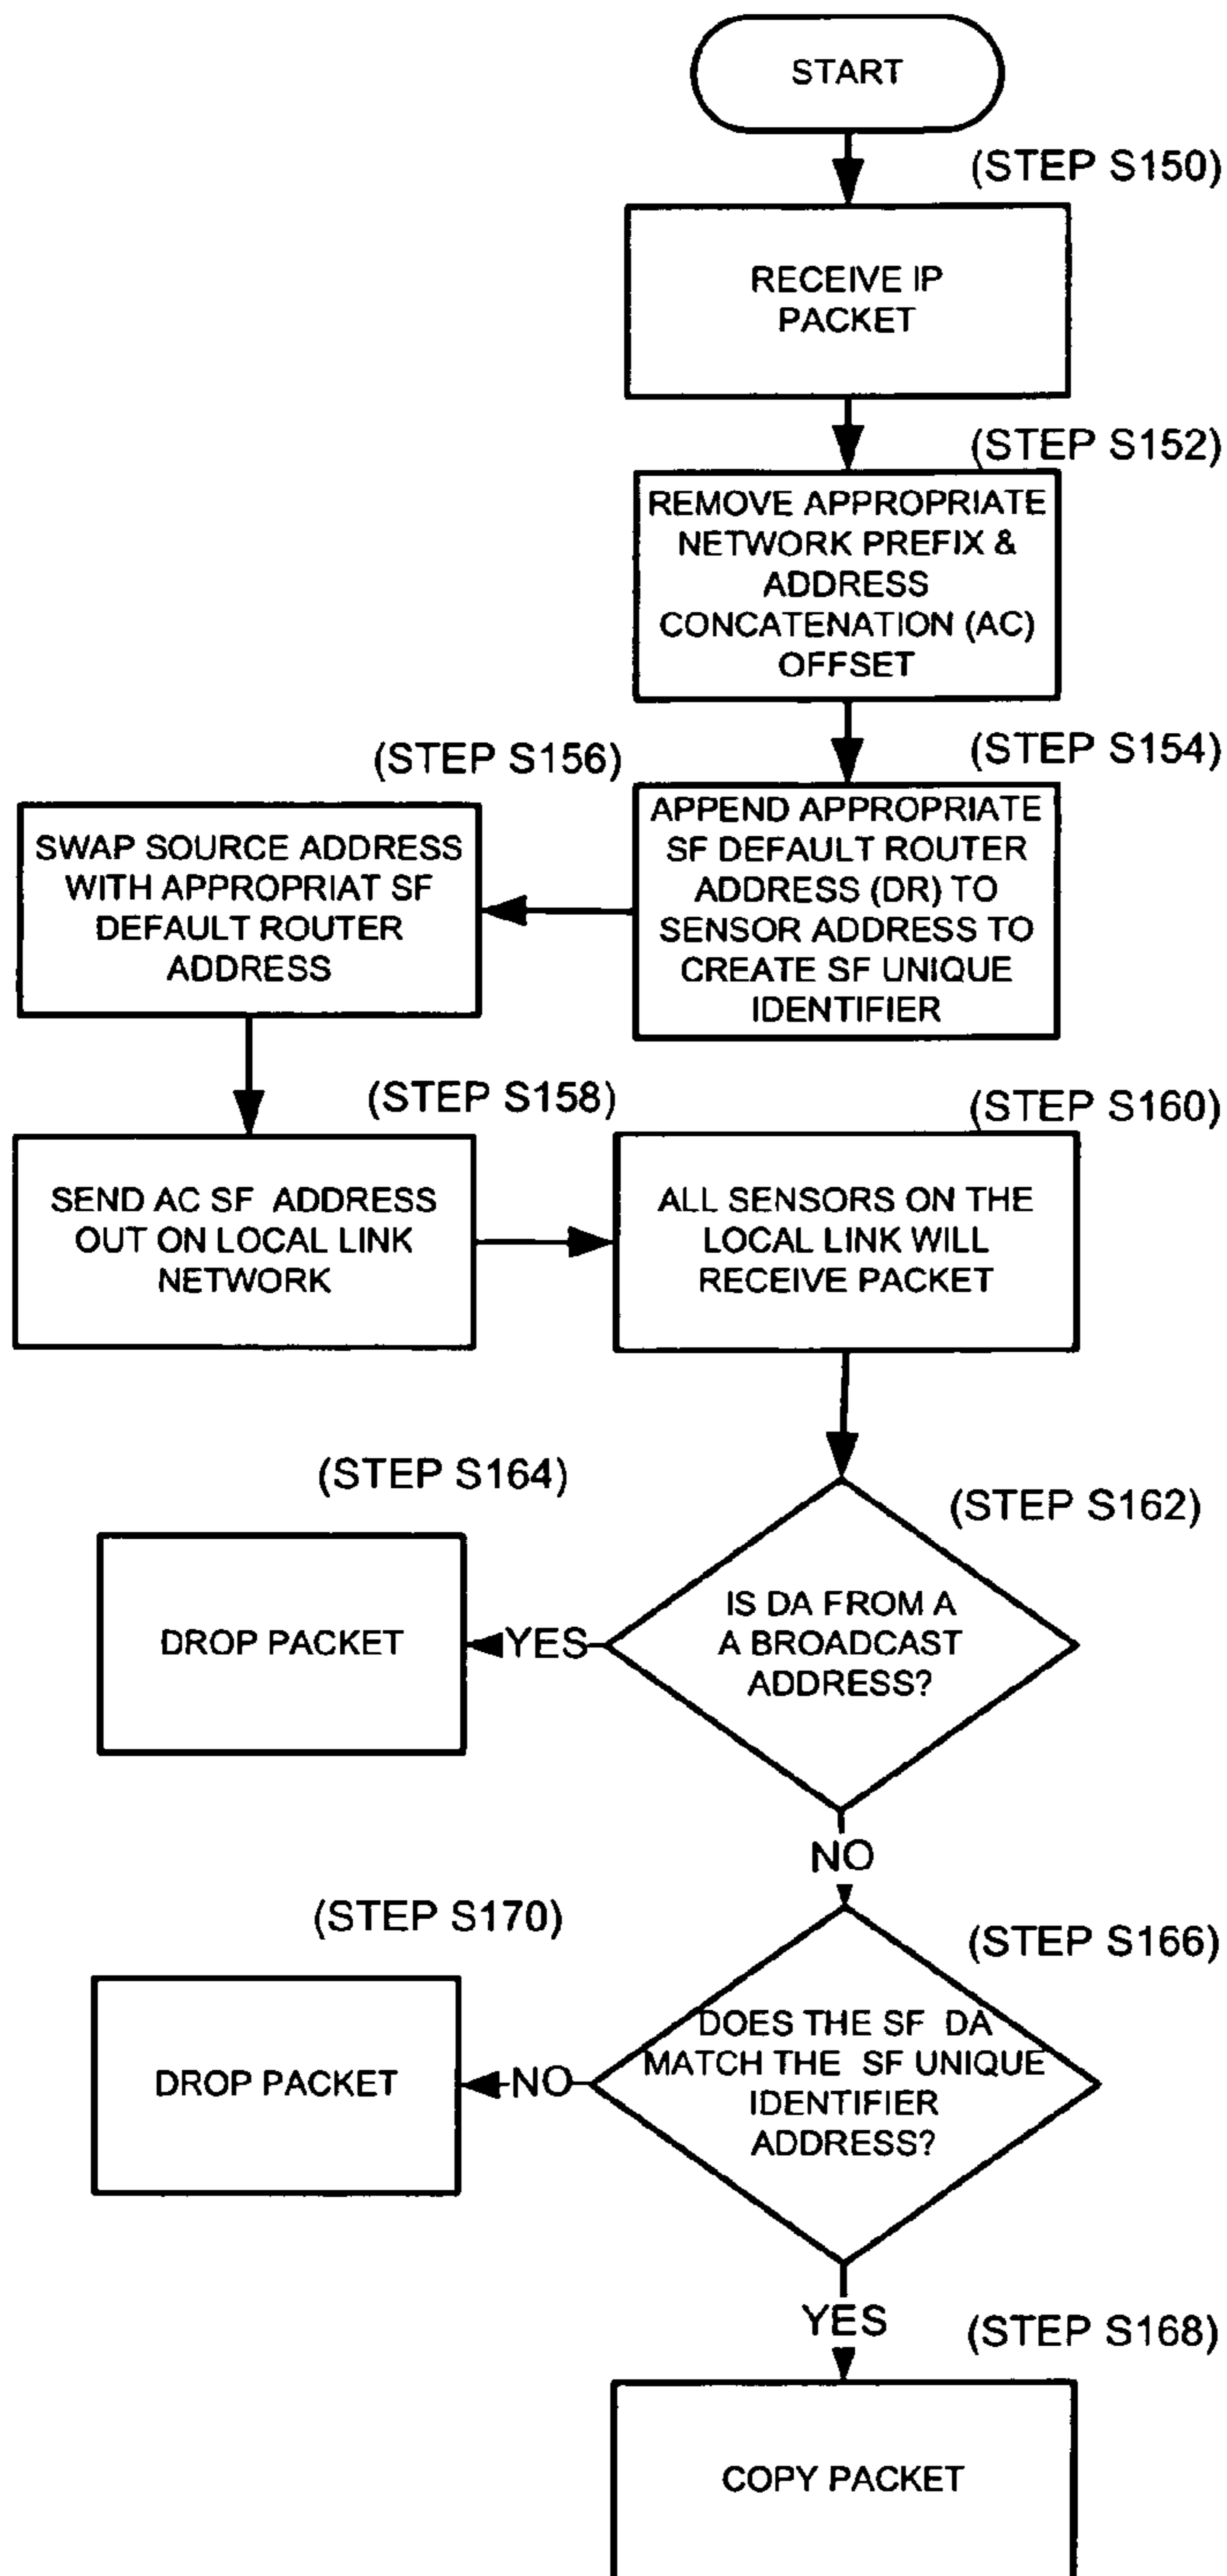 START
(STEP S150)
RECEIVE IP
PACKET
(STEP S152)
REMOVE APPROPRIATE
NETWORK PREFIX &
ADDRESS
CONCATENATION (AC)
OFFSET
(STEP S154)
APPEND APPROPRIATE
SF DEFAULT ROUTER
ADDRESS (DR) TO
SENSOR ADDRESS TO
CREATE SF UNIQUE
IDENTIFIER
(STEP S156)
SWAP SOURCE ADDRESS
WITH APPROPRIAT SF
DEFAULT ROUTER
ADDRESS
(STEP S158)
SEND AC SF ADDRESS
OUT ON LOCAL LINK
NETWORK
(STEP S160)
ALL SENSORS ON THE
LOCAL LINK WILL
RECEIVE PACKET
(STEP S162)
IS DA FROM A
A BROADCAST
ADDRESS?
YES
(STEP S164)
DROP PACKET
NO
(STEP S166)
DOES THE SF DA
MATCH THE SF UNIQUE
IDENTIFIER
ADDRESS?
NO
(STEP S170)
DROP PACKET
YES
(STEP S168)
COPY PACKET